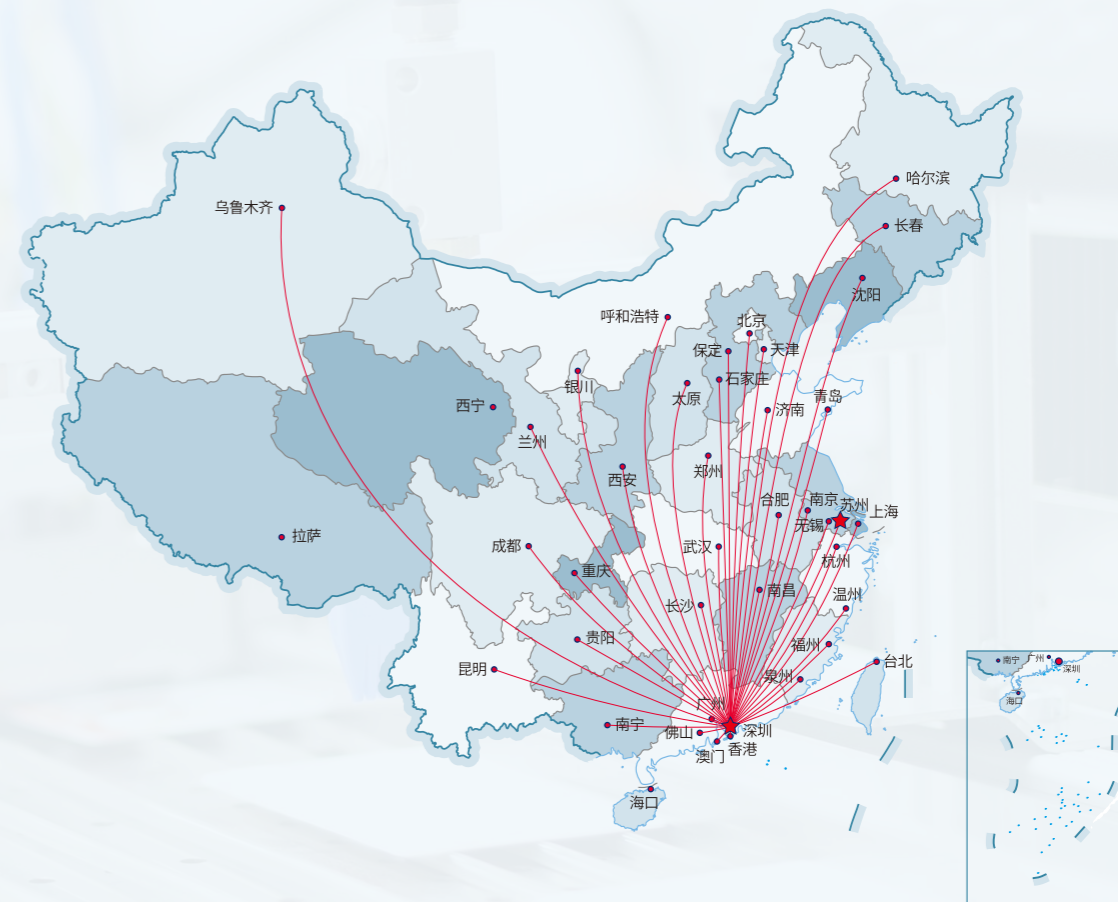 哈尔滨
乌鲁木齐
长春
沈阳
呼和浩特
北京
保定
天津
石家庄
银川
太原
青岛
西宁
济南
兰州
郑州
西安
合肥
南京
苏州
上海
无锡
拉萨
成都
武汉
杭州
重庆
南昌
温州
长沙
贵阳
福州
台北
昆明
泉州
广州
南宁
佛山
深圳
香港
澳门
海口
南宁
广州
深圳
海口